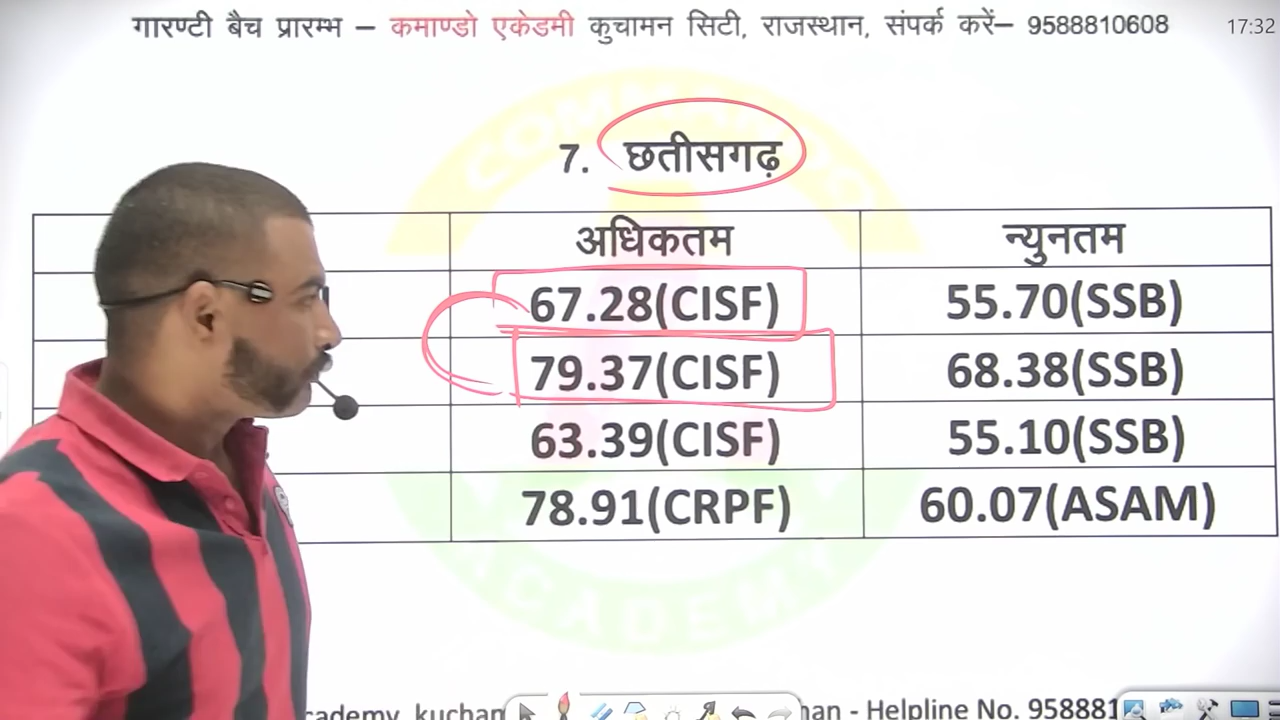 गारण्टी बैच प्रारम्भ – कमाण्डो एकेडमी कुचामन सिटी, राजस्थान, संपर्क करें– 9588810608
17:32
COMMANDO
7. छतीसगढ़
अधिकतम न्युनतम
67.28(CISF) 55.70(SSB)
79.37(CISF) 68.38(SSB)
63.39(CISF) 55.10(SSB)
78.91(CRPF) 60.07(ASAM)
ACADEMY
- Helpline No.